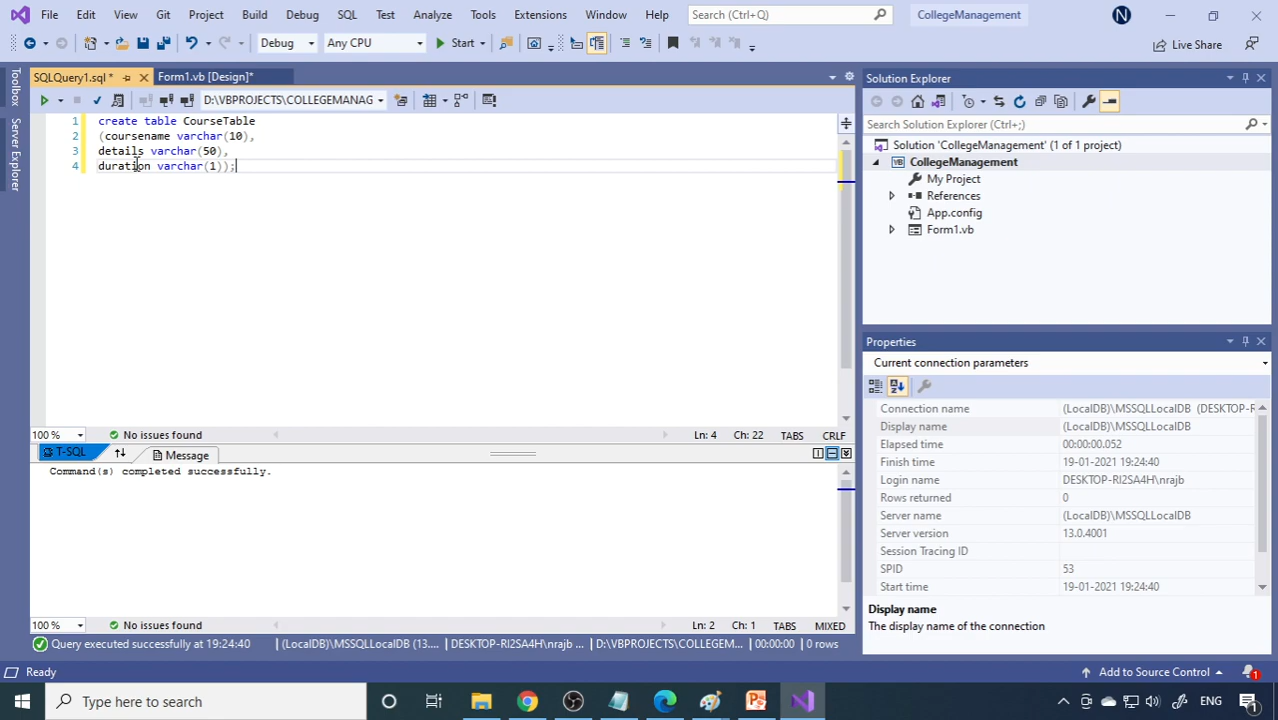 File Edit View Git Project Build Debug SQL Test Analyze Tools Extensions Window Help Search (Ctrl+Q) CollegeManagement N
Debug Any CPU Start Live Share
SQLQuery1.sql * Form1.vb [Design]*
D:\VBPROJECTS\COLLEGEMANAG
Toolbox
Server Explorer
1 create table CourseTable
2 (coursename varchar(10),
3 details varchar(50),
4 duration varchar(1));
100 % No issues found Ln: 4 Ch: 22 TABS CRLF
T-SQL Message
Command(s) completed successfully.
100 % No issues found Ln: 2 Ch: 1 TABS MIXED
Query executed successfully at 19:24:40 (LocalDB)\MSSQLLocalDB (13.... DESKTOP-RI2SA4H\nrajb ... D:\VBPROJECTS\COLLEGEM... 00:00:00 0 rows
Solution Explorer
Search Solution Explorer (Ctrl+;)
Solution 'CollegeManagement' (1 of 1 project)
VB CollegeManagement
My Project
References
App.config
Form1.vb
Properties
Current connection parameters
Connection name (LocalDB)\MSSQLLocalDB (DESKTOP-R
Display name (LocalDB)\MSSQLLocalDB
Elapsed time 00:00:00.052
Finish time 19-01-2021 19:24:40
Login name DESKTOP-RI2SA4H\nrajb
Rows returned 0
Server name (LocalDB)\MSSQLLocalDB
Server version 13.0.4001
Session Tracing ID
SPID 53
Start time 19-01-2021 19:24:40
Display name
The display name of the connection
Ready Add to Source Control 1
Type here to search ENG 1